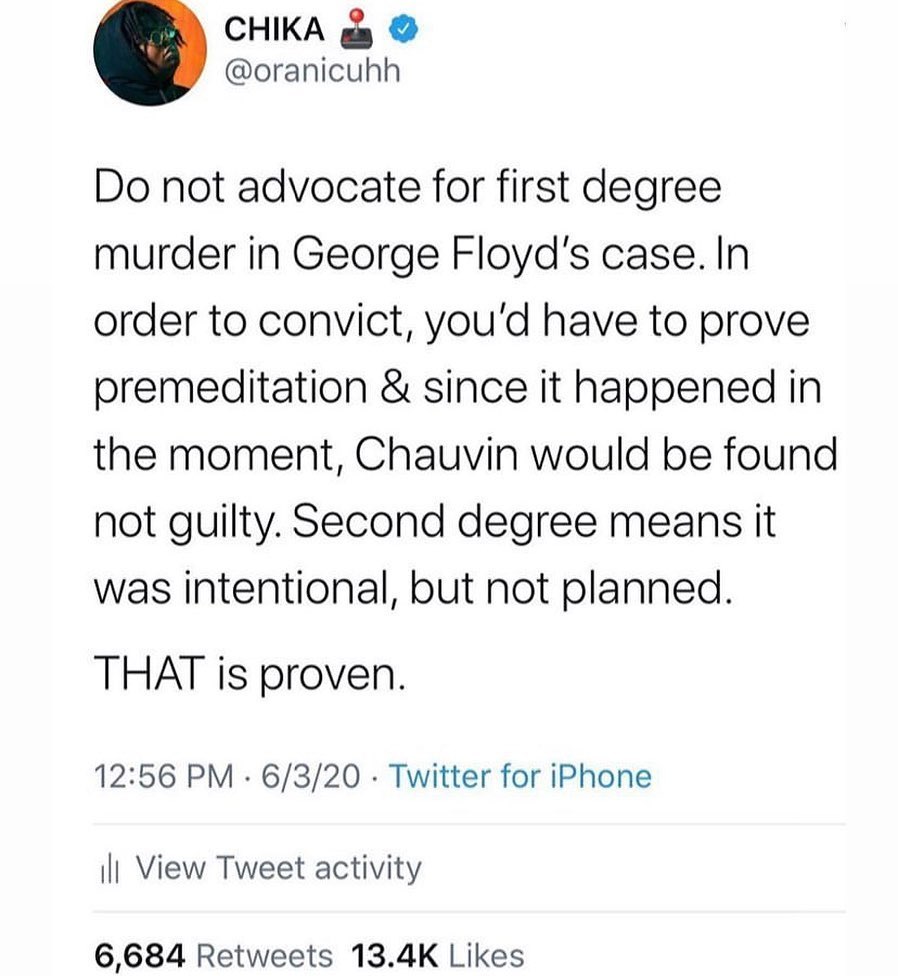 CHIKA
@oranicuhh
Do not advocate for first degree
murder in George Floyd's case. In
order to convict, you'd have to prove
premeditation & since it happened in
the moment, Chauvin would be found
not guilty. Second degree means it
was intentional, but not planned.
THAT is proven.
12:56 PM · 6/3/20 · Twitter for iPhone
View Tweet activity
6,684 Retweets 13.4K Likes